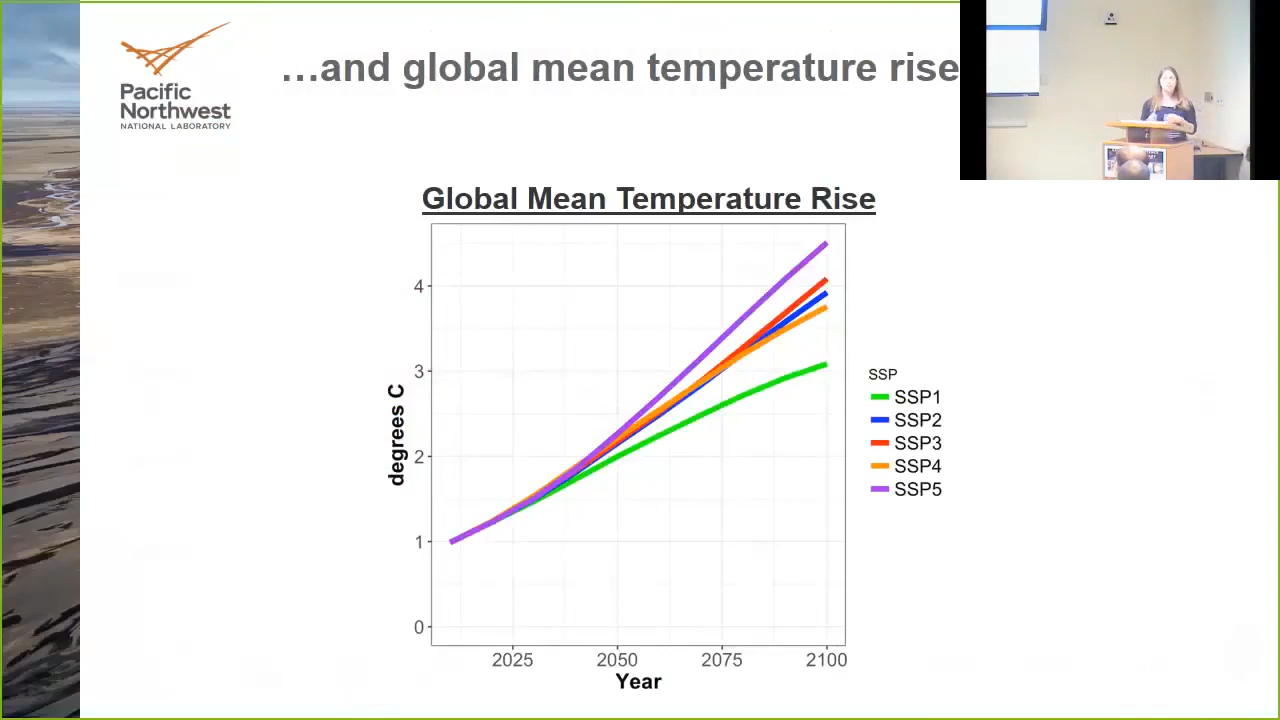 …and global mean temperature rise
Pacific
Northwest
NATIONAL LABORATORY
Global Mean Temperature Rise
4
3
2
1
0
degrees C
2025 2050 2075 2100
Year
SSP
SSP1
SSP2
SSP3
SSP4
SSP5